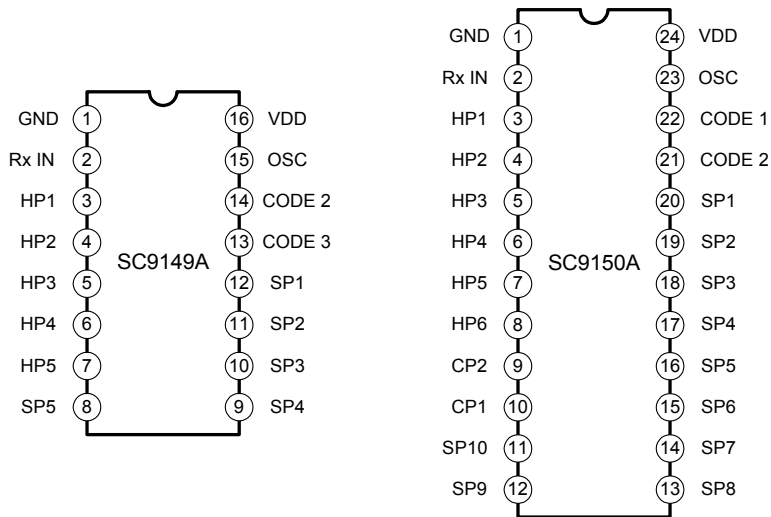 GND 1 16 VDD
Rx IN 2 15 OSC
HP1 3 14 CODE 2
HP2 4 13 CODE 3
SC9149A
HP3 5 12 SP1
HP4 6 11 SP2
HP5 7 10 SP3
SP5 8 9 SP4
GND 1 24 VDD
Rx IN 2 23 OSC
HP1 3 22 CODE 1
HP2 4 21 CODE 2
HP3 5 20 SP1
HP4 6 19 SP2
SC9150A
HP5 7 18 SP3
HP6 8 17 SP4
CP2 9 16 SP5
CP1 10 15 SP6
SP10 11 14 SP7
SP9 12 13 SP8